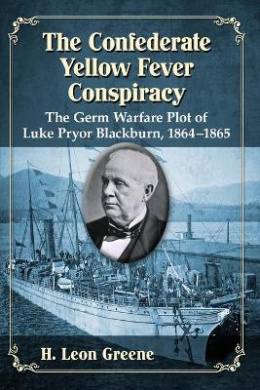 The Confederate
Yellow Fever
Conspiracy
The Germ Warfare Plot of
Luke Pryor Blackburn, 1864–1865
H. Leon Greene